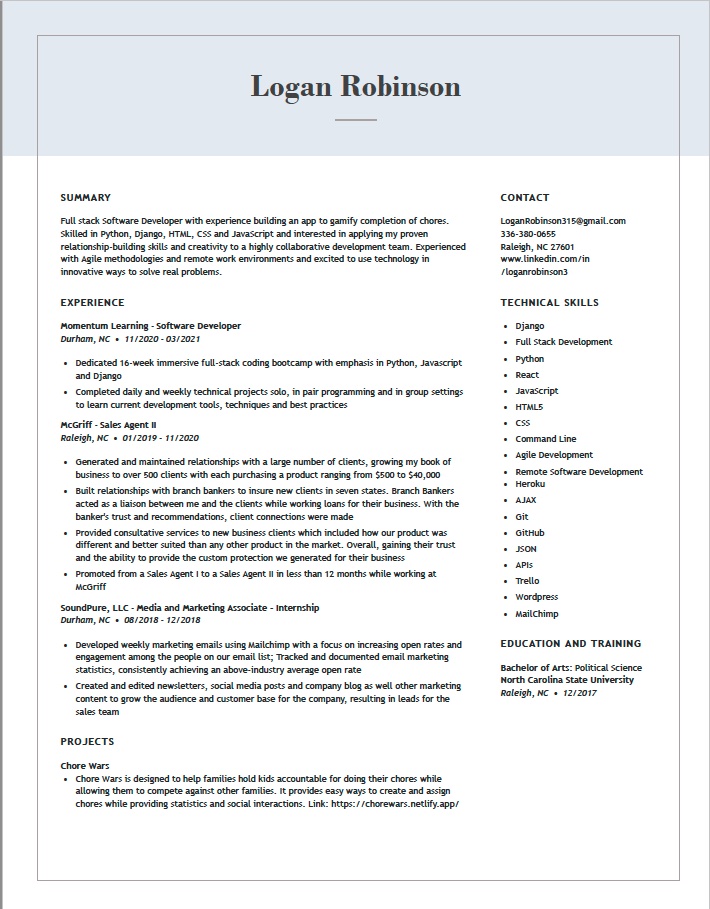 Logan Robinson
SUMMARY
Full stack Software Developer with experience building an app to gamify completion of chores.
Skilled in Python, Django, HTML, CSS and JavaScript and interested in applying my proven
relationship-building skills and creativity to a highly collaborative development team. Experienced
with Agile methodologies and remote work environments and excited to use technology in
innovative ways to solve real problems.
EXPERIENCE
Momentum Learning - Software Developer
Durham, NC • 11/2020 - 03/2021
• Dedicated 16-week immersive full-stack coding bootcamp with emphasis in Python, Javascript
and Django
• Completed daily and weekly technical projects solo, in pair programming and in group settings
to learn current development tools, techniques and best practices
McGriff - Sales Agent II
Raleigh, NC • 01/2019 - 11/2020
• Generated and maintained relationships with a large number of clients, growing my book of
business to over 500 clients with each purchasing a product ranging from $500 to $40,000
• Built relationships with branch bankers to insure new clients in seven states. Branch Bankers
acted as a liaison between me and the clients while working loans for their business. With the
banker's trust and recommendations, client connections were made
• Provided consultative services to new business clients which included how our product was
different and better suited than any other product in the market. Overall, gaining their trust
and the ability to provide the custom protection we generated for their business
• Promoted from a Sales Agent I to a Sales Agent II in less than 12 months while working at
McGriff
SoundPure, LLC - Media and Marketing Associate - Internship
Durham, NC • 08/2018 - 12/2018
• Developed weekly marketing emails using Mailchimp with a focus on increasing open rates and
engagement among the people on our email list; Tracked and documented email marketing
statistics, consistently achieving an above-industry average open rate
• Created and edited newsletters, social media posts and company blog as well other marketing
content to grow the audience and customer base for the company, resulting in leads for the
sales team
PROJECTS
Chore Wars
• Chore Wars is designed to help families hold kids accountable for doing their chores while
allowing them to compete against other families. It provides easy ways to create and assign
chores while providing statistics and social interactions. Link: https://chorewars.netlify.app/
CONTACT
LoganRobinson315@gmail.com
336-380-0655
Raleigh, NC 27601
www.linkedin.com/in
/loganrobinson3
TECHNICAL SKILLS
• Django
• Full Stack Development
• Python
• React
• JavaScript
• HTML5
• CSS
• Command Line
• Agile Development
• Remote Software Development
• Heroku
• AJAX
• Git
• GitHub
• JSON
• APIs
• Trello
• Wordpress
• MailChimp
EDUCATION AND TRAINING
Bachelor of Arts: Political Science
North Carolina State University
Raleigh, NC • 12/2017